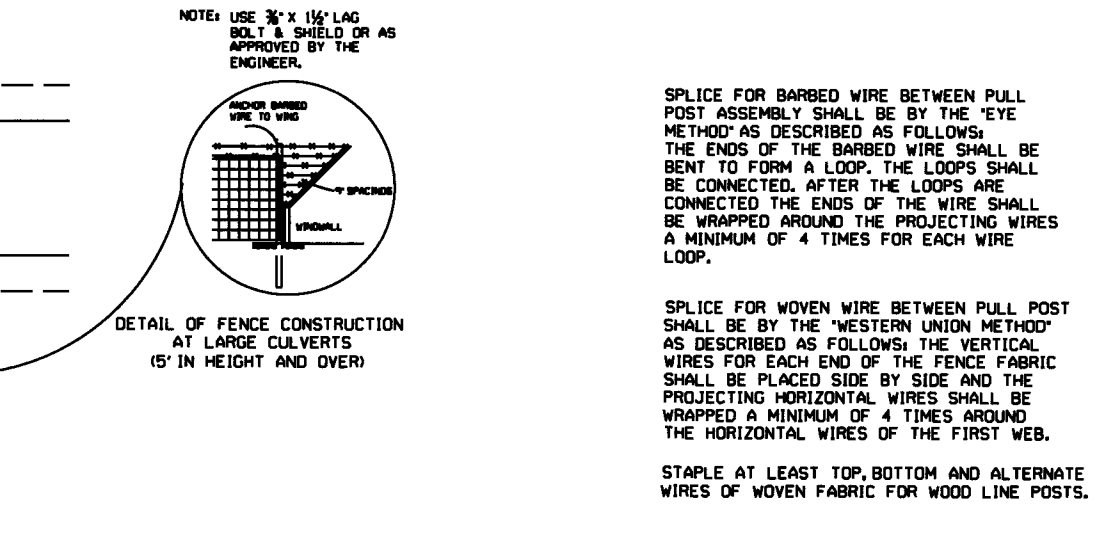 NOTE: USE ⅜" X 1½" LAG
BOLT & SHIELD OR AS
APPROVED BY THE
ENGINEER.
ANCHOR BARBED
WIRE TO WING
SPACINGS
WINGWALL
DETAIL OF FENCE CONSTRUCTION
AT LARGE CULVERTS
(5' IN HEIGHT AND OVER)
SPLICE FOR BARBED WIRE BETWEEN PULL
POST ASSEMBLY SHALL BE BY THE "EYE
METHOD" AS DESCRIBED AS FOLLOWS:
THE ENDS OF THE BARBED WIRE SHALL BE
BENT TO FORM A LOOP. THE LOOPS SHALL
BE CONNECTED. AFTER THE LOOPS ARE
CONNECTED THE ENDS OF THE WIRE SHALL
BE WRAPPED AROUND THE PROJECTING WIRES
A MINIMUM OF 4 TIMES FOR EACH WIRE
LOOP.
SPLICE FOR WOVEN WIRE BETWEEN PULL POST
SHALL BE BY THE "WESTERN UNION METHOD"
AS DESCRIBED AS FOLLOWS: THE VERTICAL
WIRES FOR EACH END OF THE FENCE FABRIC
SHALL BE PLACED SIDE BY SIDE AND THE
PROJECTING HORIZONTAL WIRES SHALL BE
WRAPPED A MINIMUM OF 4 TIMES AROUND
THE HORIZONTAL WIRES OF THE FIRST WEB.
STAPLE AT LEAST TOP, BOTTOM AND ALTERNATE
WIRES OF WOVEN FABRIC FOR WOOD LINE POSTS.